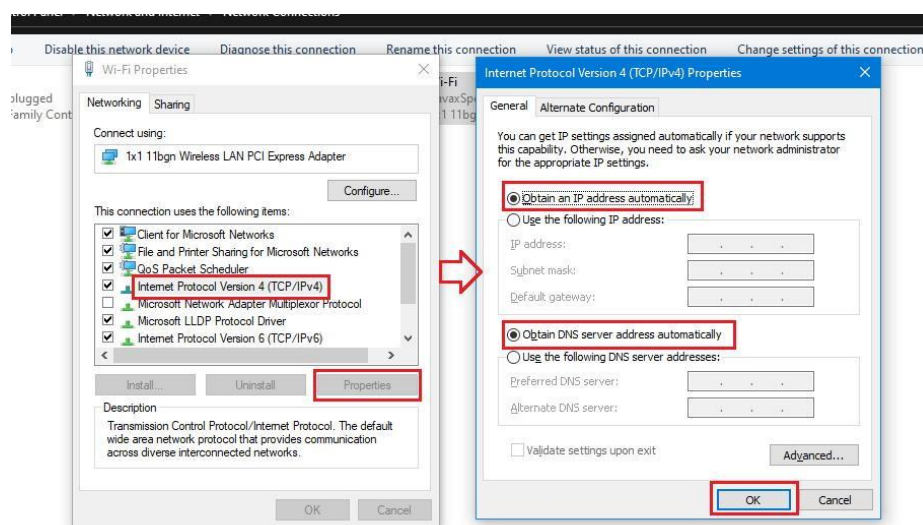 Network and Internet
Network Connections
Disable this network device Diagnose this connection Rename this connection View status of this connection Change settings of this connection
Wi-Fi Properties
Networking Sharing
Connect using:
1x1 11bgn Wireless LAN PCI Express Adapter
Configure...
This connection uses the following items:
Client for Microsoft Networks
File and Printer Sharing for Microsoft Networks
QoS Packet Scheduler
Internet Protocol Version 4 (TCP/IPv4)
Microsoft Network Adapter Multiplexor Protocol
Microsoft LLDP Protocol Driver
Internet Protocol Version 6 (TCP/IPv6)
Install... Uninstall Properties
Description
Transmission Control Protocol/Internet Protocol. The default
wide area network protocol that provides communication
across diverse interconnected networks.
OK Cancel
Internet Protocol Version 4 (TCP/IPv4) Properties
General Alternate Configuration
You can get IP settings assigned automatically if your network supports
this capability. Otherwise, you need to ask your network administrator
for the appropriate IP settings.
Obtain an IP address automatically
Use the following IP address:
IP address:
Subnet mask:
Default gateway:
Obtain DNS server address automatically
Use the following DNS server addresses:
Preferred DNS server:
Alternate DNS server:
Validate settings upon exit
Advanced...
OK Cancel